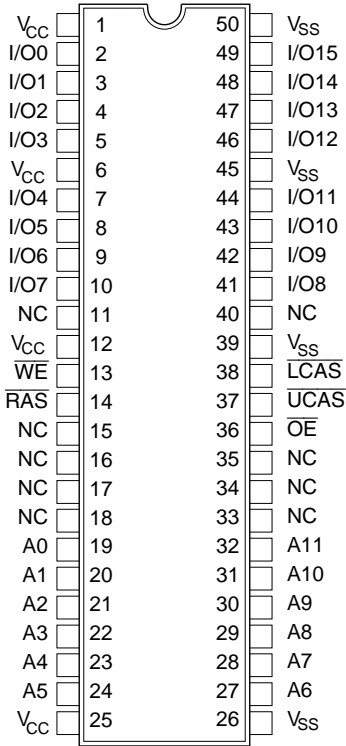 VCC 1 50 VSS
I/O0 2 49 I/O15
I/O1 3 48 I/O14
I/O2 4 47 I/O13
I/O3 5 46 I/O12
VCC 6 45 VSS
I/O4 7 44 I/O11
I/O5 8 43 I/O10
I/O6 9 42 I/O9
I/O7 10 41 I/O8
NC 11 40 NC
VCC 12 39 VSS
W̅E̅ 13 38 L̅C̅A̅S̅
R̅A̅S̅ 14 37 U̅C̅A̅S̅
NC 15 36 O̅E̅
NC 16 35 NC
NC 17 34 NC
NC 18 33 NC
A0 19 32 A11
A1 20 31 A10
A2 21 30 A9
A3 22 29 A8
A4 23 28 A7
A5 24 27 A6
VCC 25 26 VSS